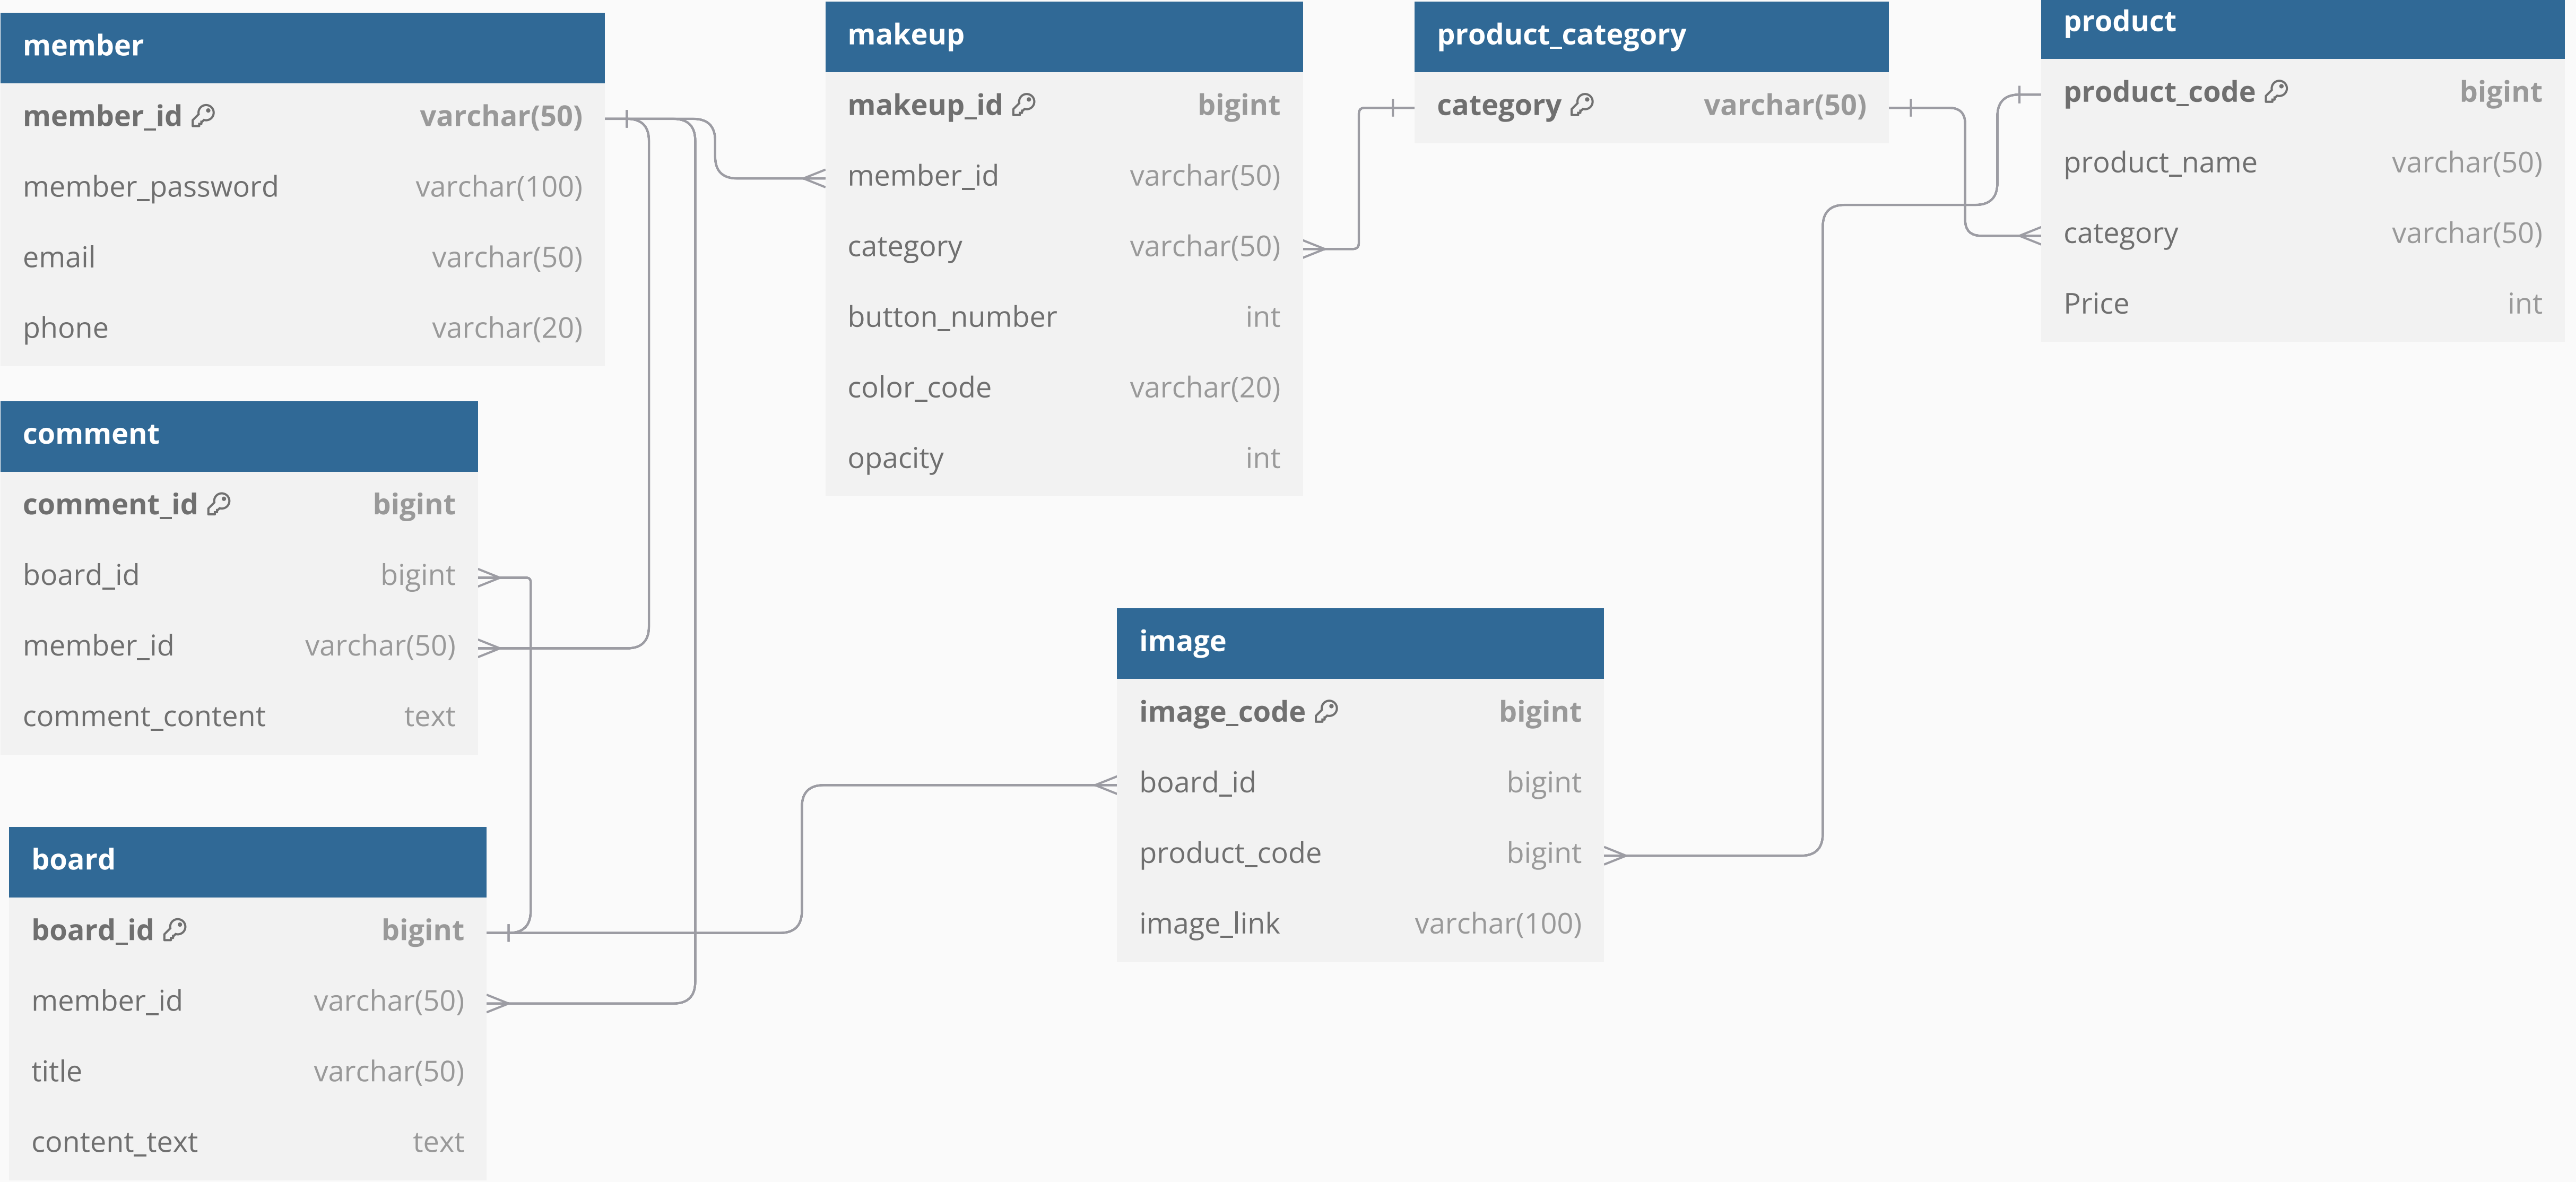 member
member_id varchar(50)
member_password varchar(100)
email varchar(50)
phone varchar(20)
comment
comment_id bigint
board_id bigint
member_id varchar(50)
comment_content text
board
board_id bigint
member_id varchar(50)
title varchar(50)
content_text text
makeup
makeup_id bigint
member_id varchar(50)
category varchar(50)
button_number int
color_code varchar(20)
opacity int
product_category
category varchar(50)
image
image_code bigint
board_id bigint
product_code bigint
image_link varchar(100)
product
product_code bigint
product_name varchar(50)
category varchar(50)
Price int